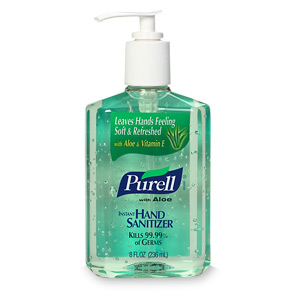 Leaves Hands Feeling
Soft & Refreshed
with Aloe & Vitamin E
Purell
with Aloe
INSTANT HAND
SANITIZER
KILLS 99.99%
of GERMS
8 FL OZ (236 mL)